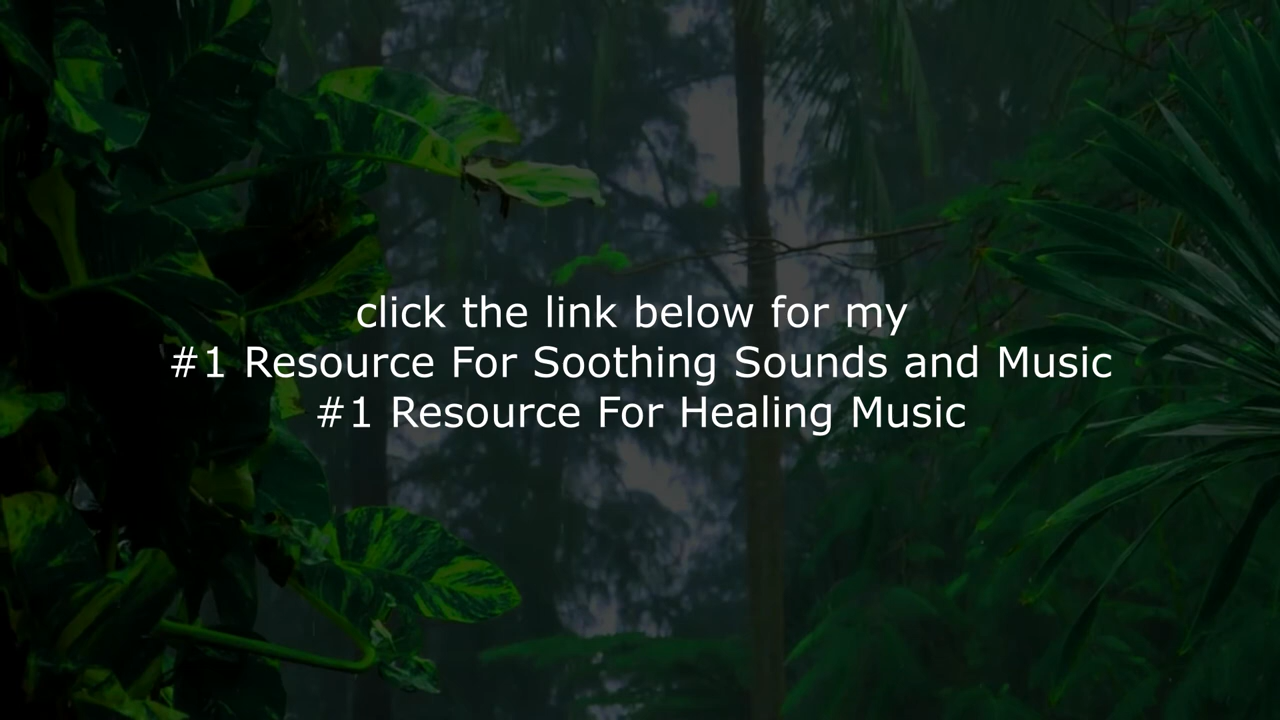 click the link below for my
#1 Resource For Soothing Sounds and Music
#1 Resource For Healing Music